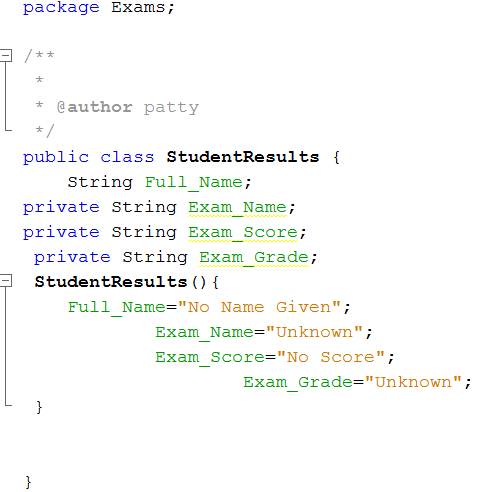 package Exams;
/**
 *
 * @author patty
 */
public class StudentResults {
    String Full_Name;
private String Exam_Name;
private String Exam_Score;
 private String Exam_Grade;
 StudentResults(){
    Full_Name="No Name Given";
            Exam_Name="Unknown";
            Exam_Score="No Score";
                    Exam_Grade="Unknown";
 }
}